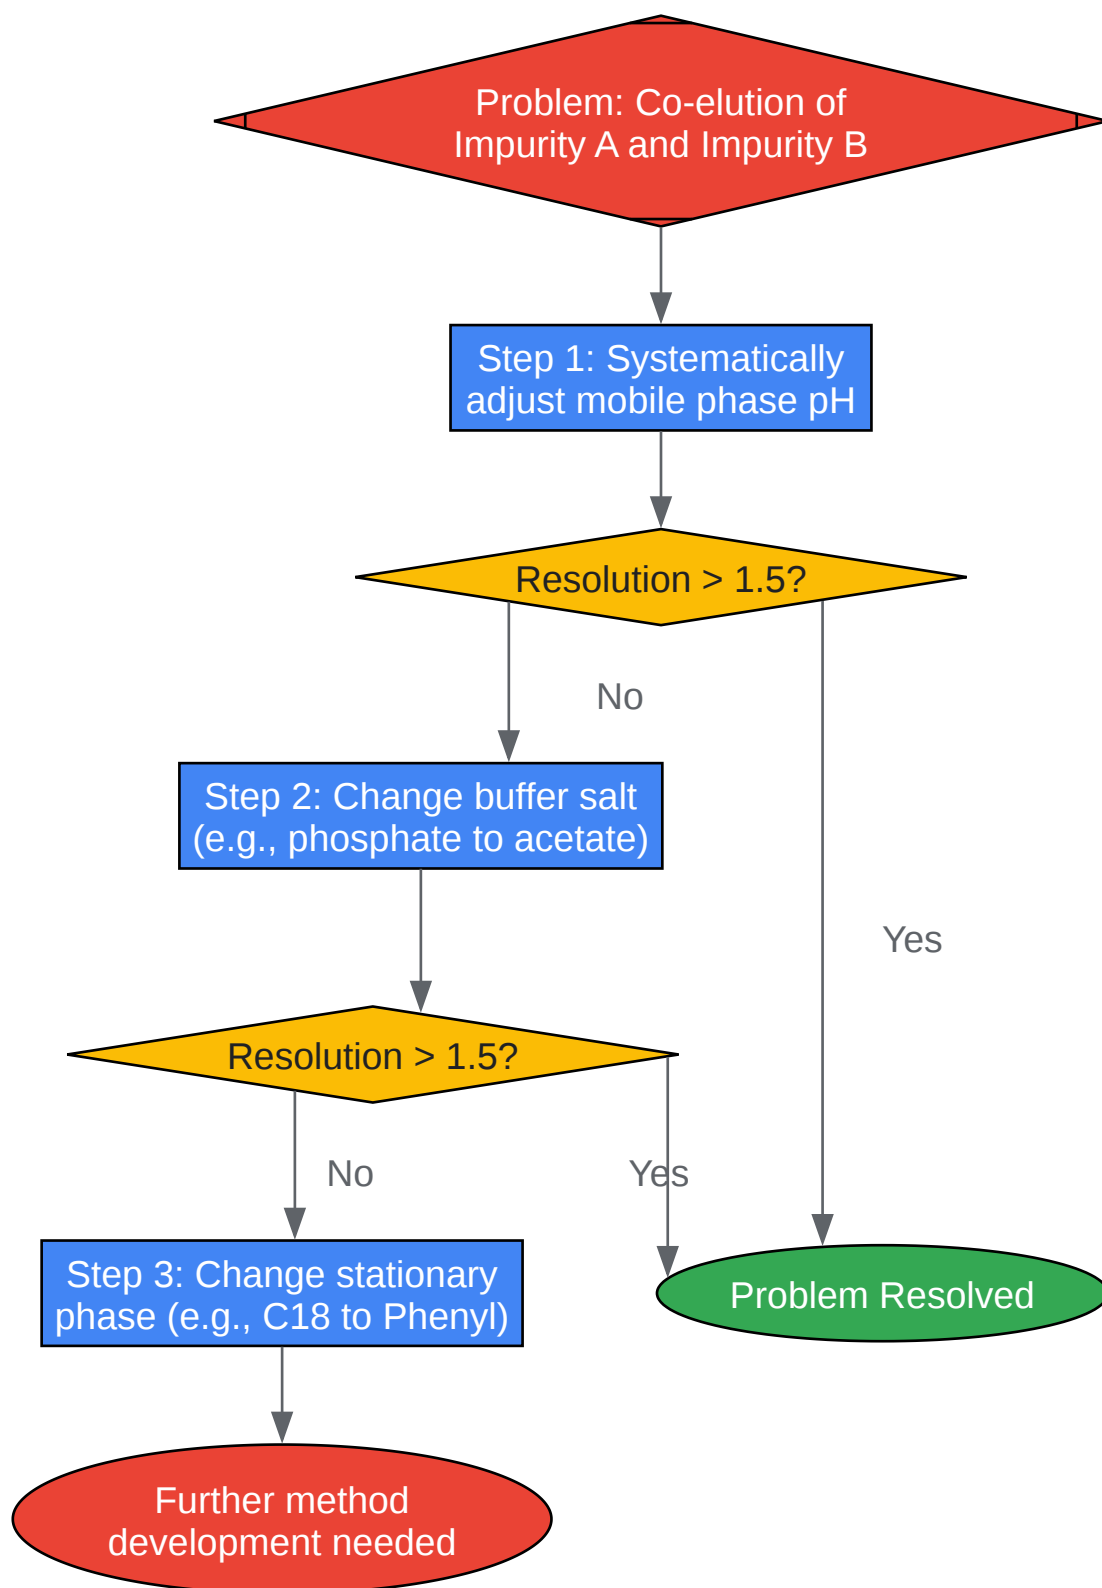 Problem: Co-elution of
Impurity A and Impurity B
Step 1: Systematically
adjust mobile phase pH
Resolution > 1.5?
No
Step 2: Change buffer salt
(e.g., phosphate to acetate)
Yes
Resolution > 1.5?
No
Yes
Step 3: Change stationary
phase (e.g., C18 to Phenyl)
Problem Resolved
Further method
development needed